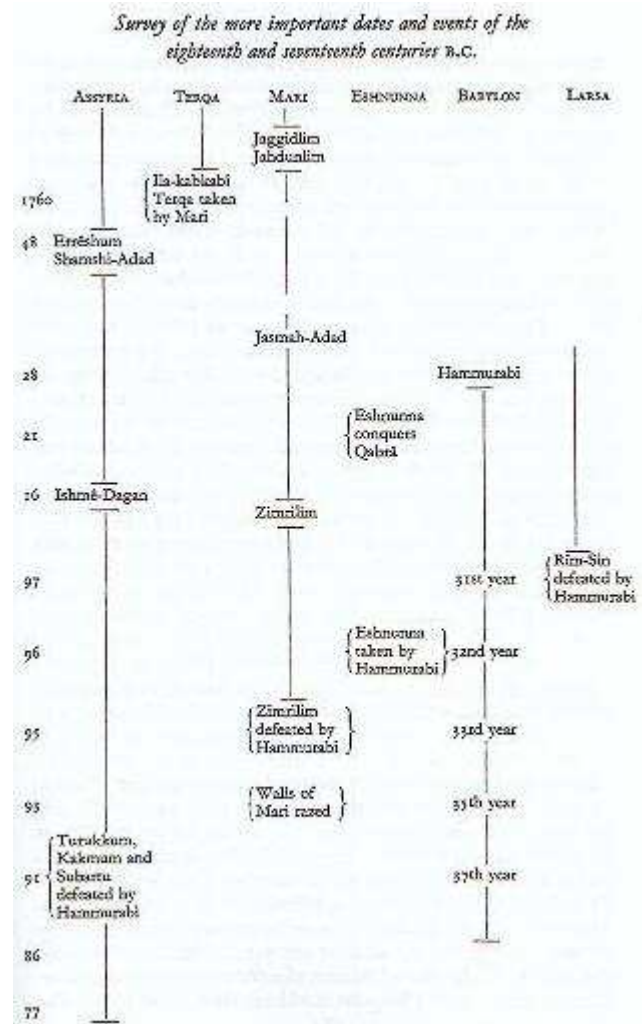 Survey of the more important dates and events of the
eighteenth and seventeenth centuries B.C.
ASSYRIA TERQA MARI ESHNUNNA BABYLON LARSA
Jaggidlim
Jahdunlim
Ila-kabkabi
Terqa taken
by Mari
1760
48 Errēshum
Shamshi-Adad
Jasmah-Adad
28 Hammurabi
21 Eshnunna
conquers
Qabrā
16 Ishmē-Dagan
Zimrilim
97 31st year
Rīm-Sin
defeated by
Hammurabi
96 Eshnunna
taken by
Hammurabi
32nd year
95 Zimrilim
defeated by
Hammurabi
33rd year
93 Walls of
Mari razed
35th year
91 Turukkum,
Kakmum and
Subartu
defeated by
Hammurabi
37th year
86
77